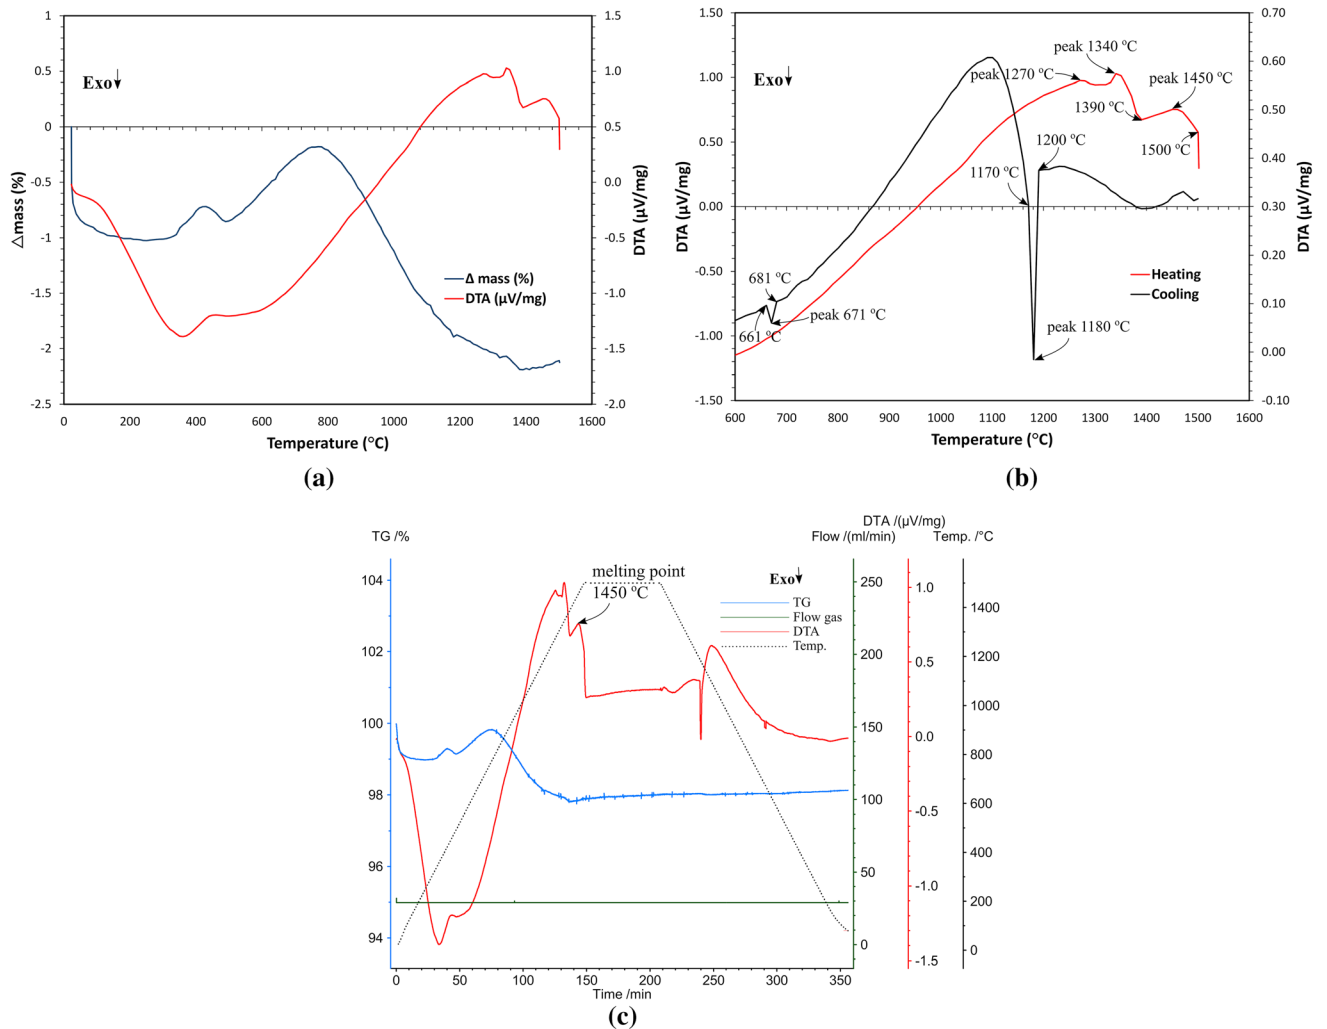 1
0.5
0
-0.5
-1
-1.5
-2
-2.5
△mass (%)
Exo↓
1.5
1.0
0.5
0.0
-0.5
-1.0
-1.5
-2.0
DTA (µV/mg)
Δ mass (%)
DTA (µV/mg)
0 200 400 600 800 1000 1200 1400 1600
Temperature (°C)
(a)
1.50
1.00
0.50
0.00
-0.50
-1.00
-1.50
DTA (µV/mg)
Exo↓
peak 1340 °C
peak 1270 °C
peak 1450 °C
1390 °C
1200 °C
1500 °C
1170 °C
681 °C
peak 671 °C
661 °C
peak 1180 °C
Heating
Cooling
0.70
0.60
0.50
0.40
0.30
0.20
0.10
0.00
-0.10
DTA (µV/mg)
600 700 800 900 1000 1100 1200 1300 1400 1500 1600
Temperature (°C)
(b)
TG /%
DTA /(µV/mg)
Flow /(ml/min)
Temp. /°C
104
102
100
98
96
94
melting point
1450 °C
Exo↓
TG
Flow gas
DTA
Temp.
250
200
150
100
50
0
1.0
0.5
0.0
-0.5
-1.0
-1.5
1400
1200
1000
800
600
400
200
0
0 50 100 150 200 250 300 350
Time /min
(c)